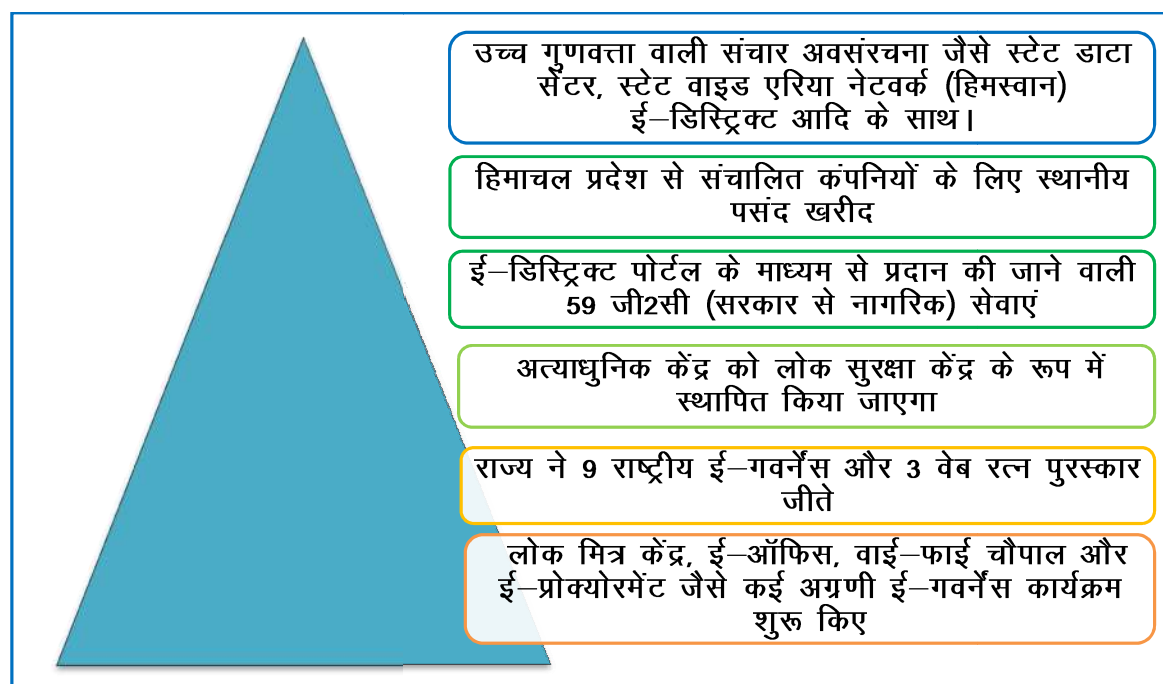 उच्च गुणवत्ता वाली संचार अवसंरचना जैसे स्टेट डाटा
सेंटर, स्टेट वाइड एरिया नेटवर्क (हिमस्वान)
ई–डिस्ट्रिक्ट आदि के साथ।
हिमाचल प्रदेश से संचालित कंपनियों के लिए स्थानीय
पसंद खरीद
ई–डिस्ट्रिक्ट पोर्टल के माध्यम से प्रदान की जाने वाली
59 जी2सी (सरकार से नागरिक) सेवाएं
अत्याधुनिक केंद्र को लोक सुरक्षा केंद्र के रूप में
स्थापित किया जाएगा
राज्य ने 9 राष्ट्रीय ई–गवर्नेंस और 3 वेब रत्न पुरस्कार
जीते
लोक मित्र केंद्र, ई–ऑफिस, वाई–फाई चौपाल और
ई–प्रोक्योरमेंट जैसे कई अग्रणी ई–गवर्नेंस कार्यक्रम
शुरू किए